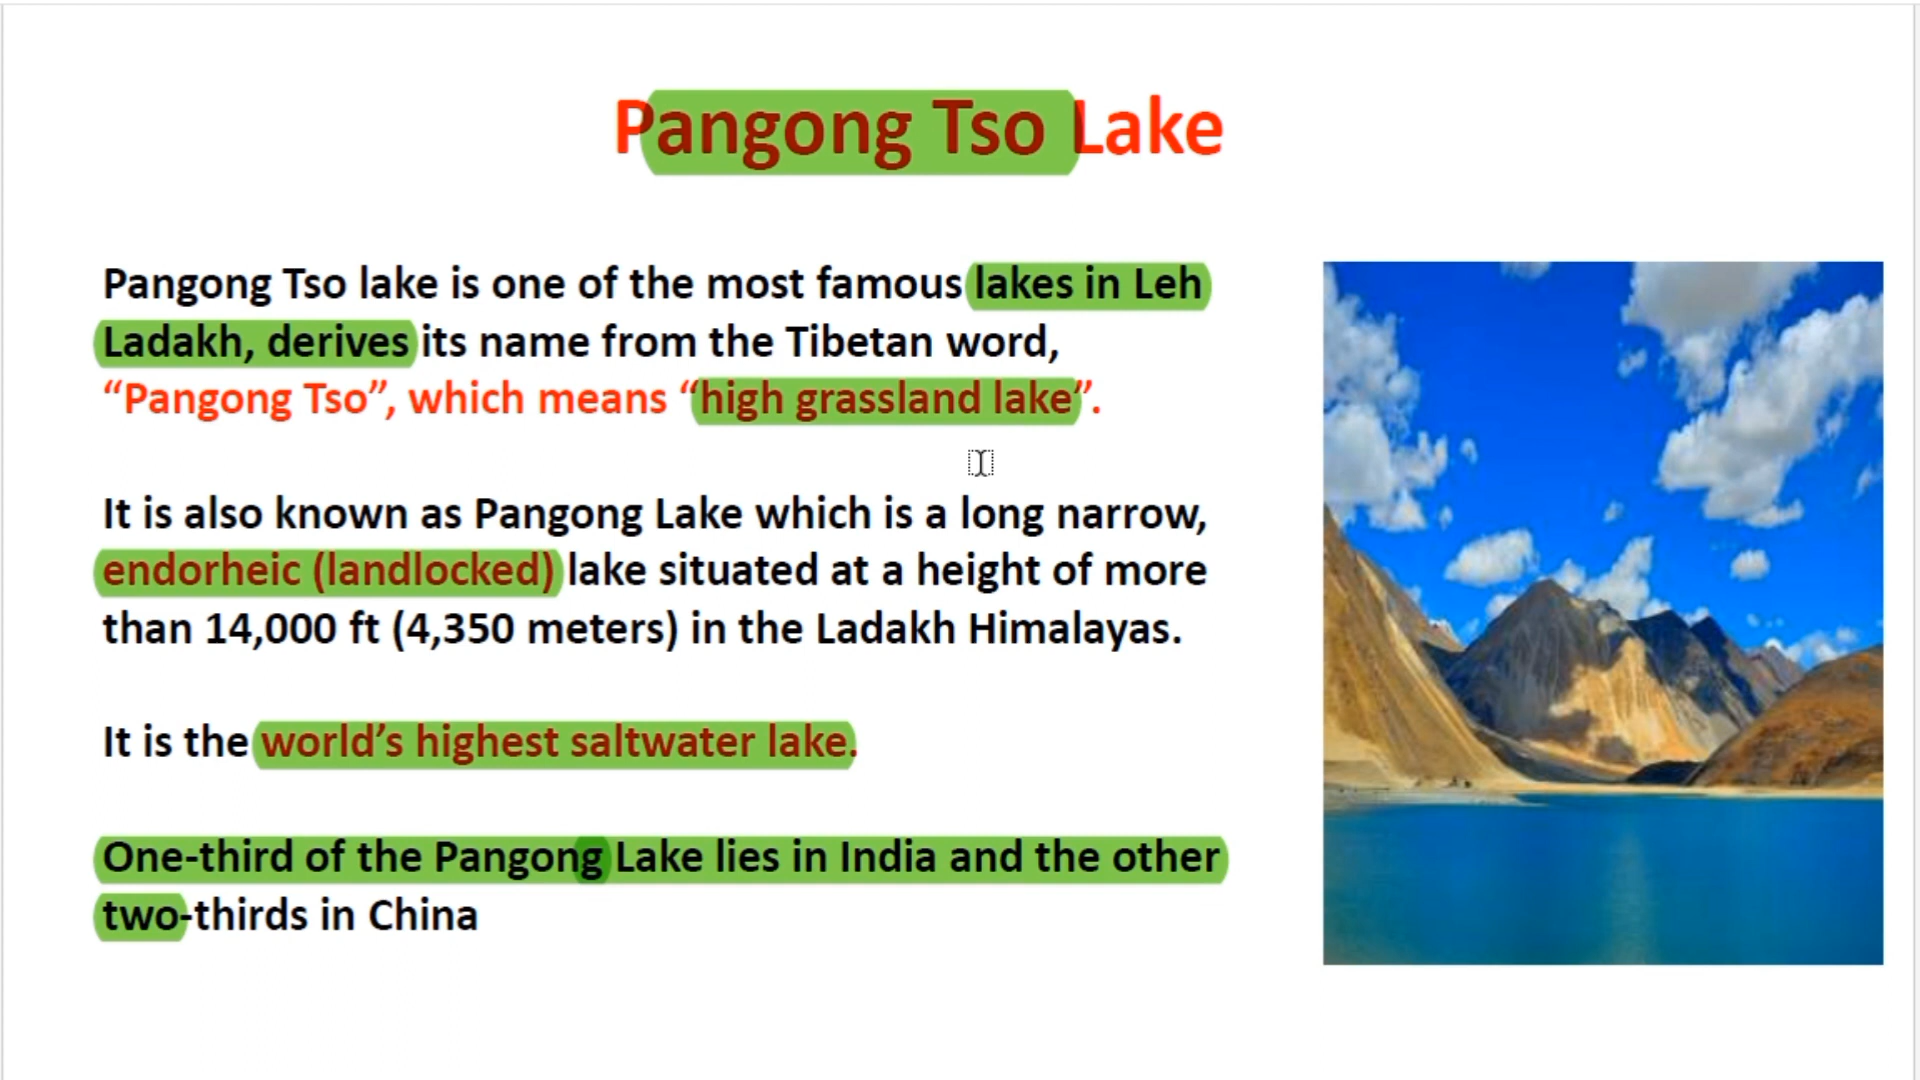 Pangong Tso Lake
Pangong Tso lake is one of the most famous lakes in Leh
Ladakh, derives its name from the Tibetan word,
“Pangong Tso”, which means “high grassland lake”.
It is also known as Pangong Lake which is a long narrow,
endorheic (landlocked) lake situated at a height of more
than 14,000 ft (4,350 meters) in the Ladakh Himalayas.
It is the world’s highest saltwater lake.
One-third of the Pangong Lake lies in India and the other
two-thirds in China